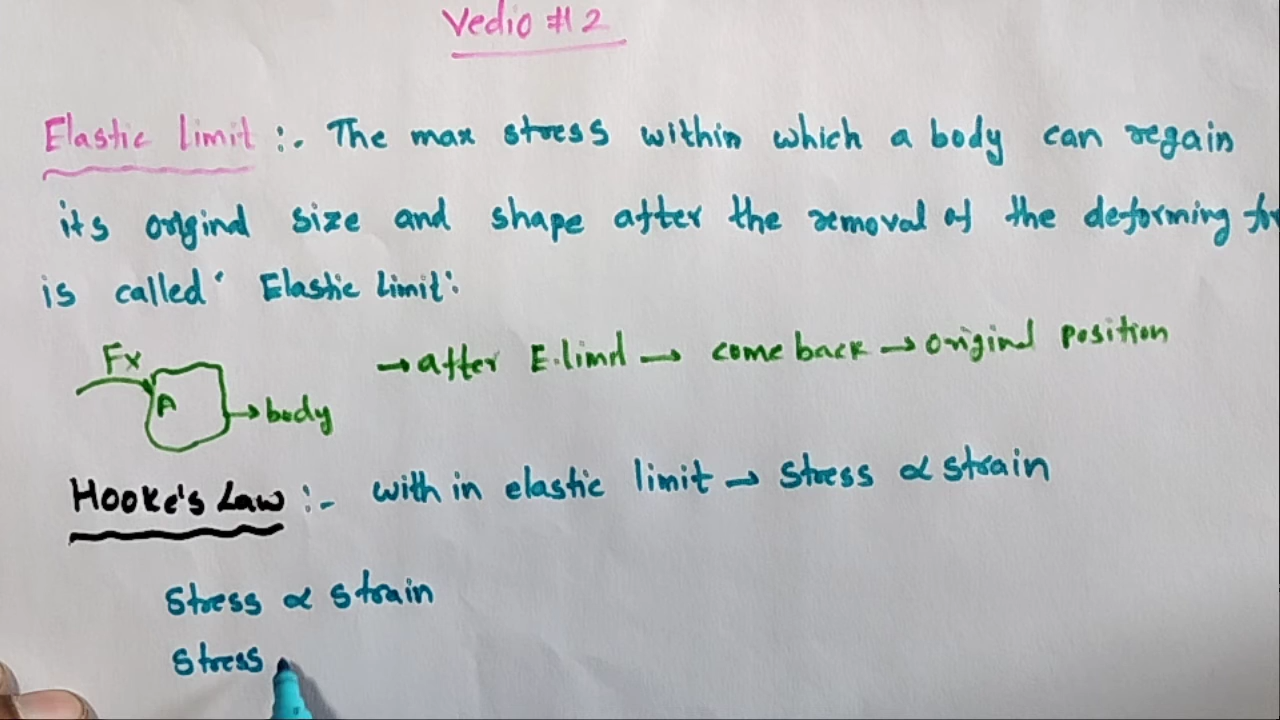 Vedio #2
Elastic Limit :- The max stress within which a body can regain
its original size and shape after the removal of the deforming
is called ' Elastic Limit:
Fx
→ after E.limit → come back → original position
A → body
Hooke's Law :- with in elastic limit → Stress ∝ strain
Stress ∝ strain
Stress